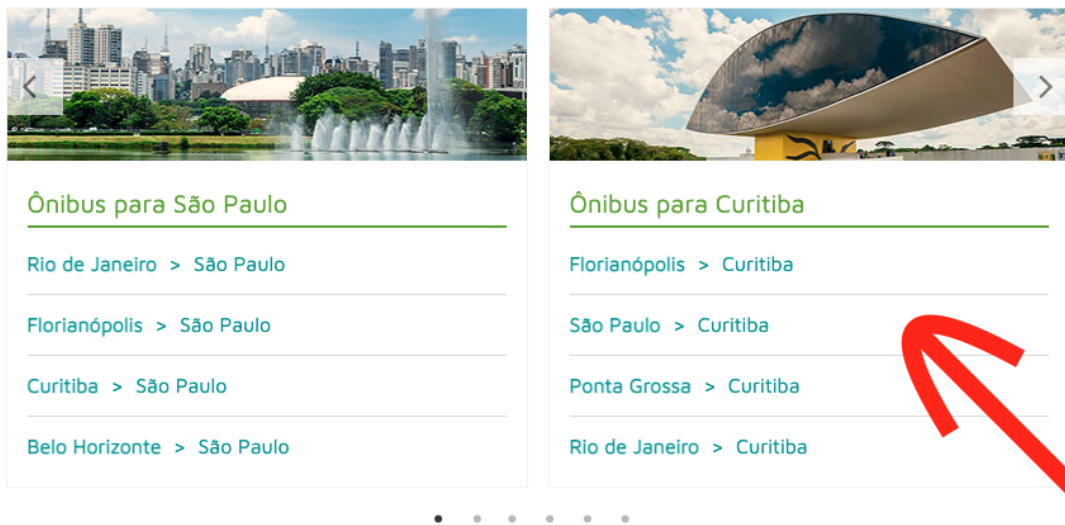 Ônibus para São Paulo
Rio de Janeiro > São Paulo
Florianópolis > São Paulo
Curitiba > São Paulo
Belo Horizonte > São Paulo
Ônibus para Curitiba
Florianópolis > Curitiba
São Paulo > Curitiba
Ponta Grossa > Curitiba
Rio de Janeiro > Curitiba